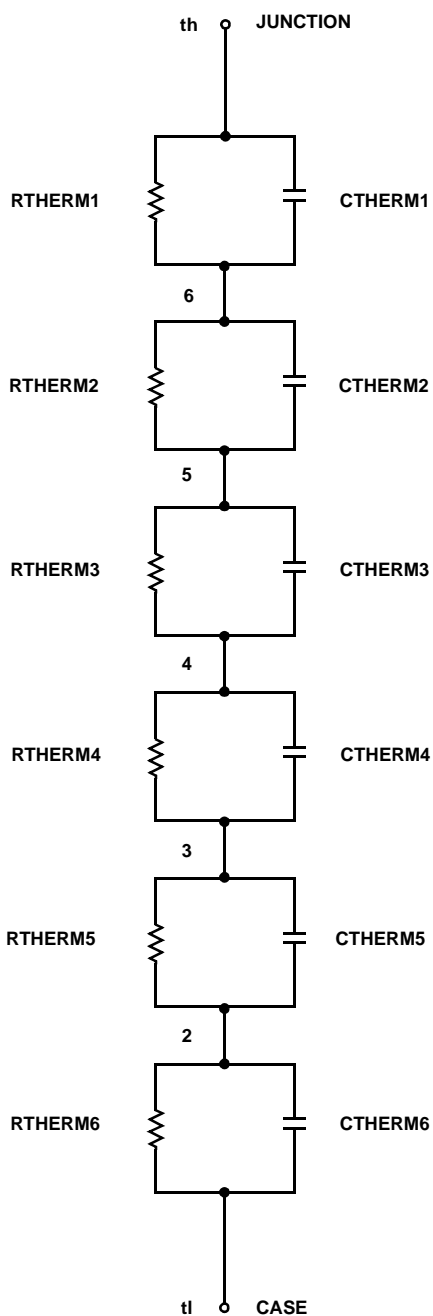 th JUNCTION
RTHERM1 CTHERM1
6
RTHERM2 CTHERM2
5
RTHERM3 CTHERM3
4
RTHERM4 CTHERM4
3
RTHERM5 CTHERM5
2
RTHERM6 CTHERM6
tl CASE